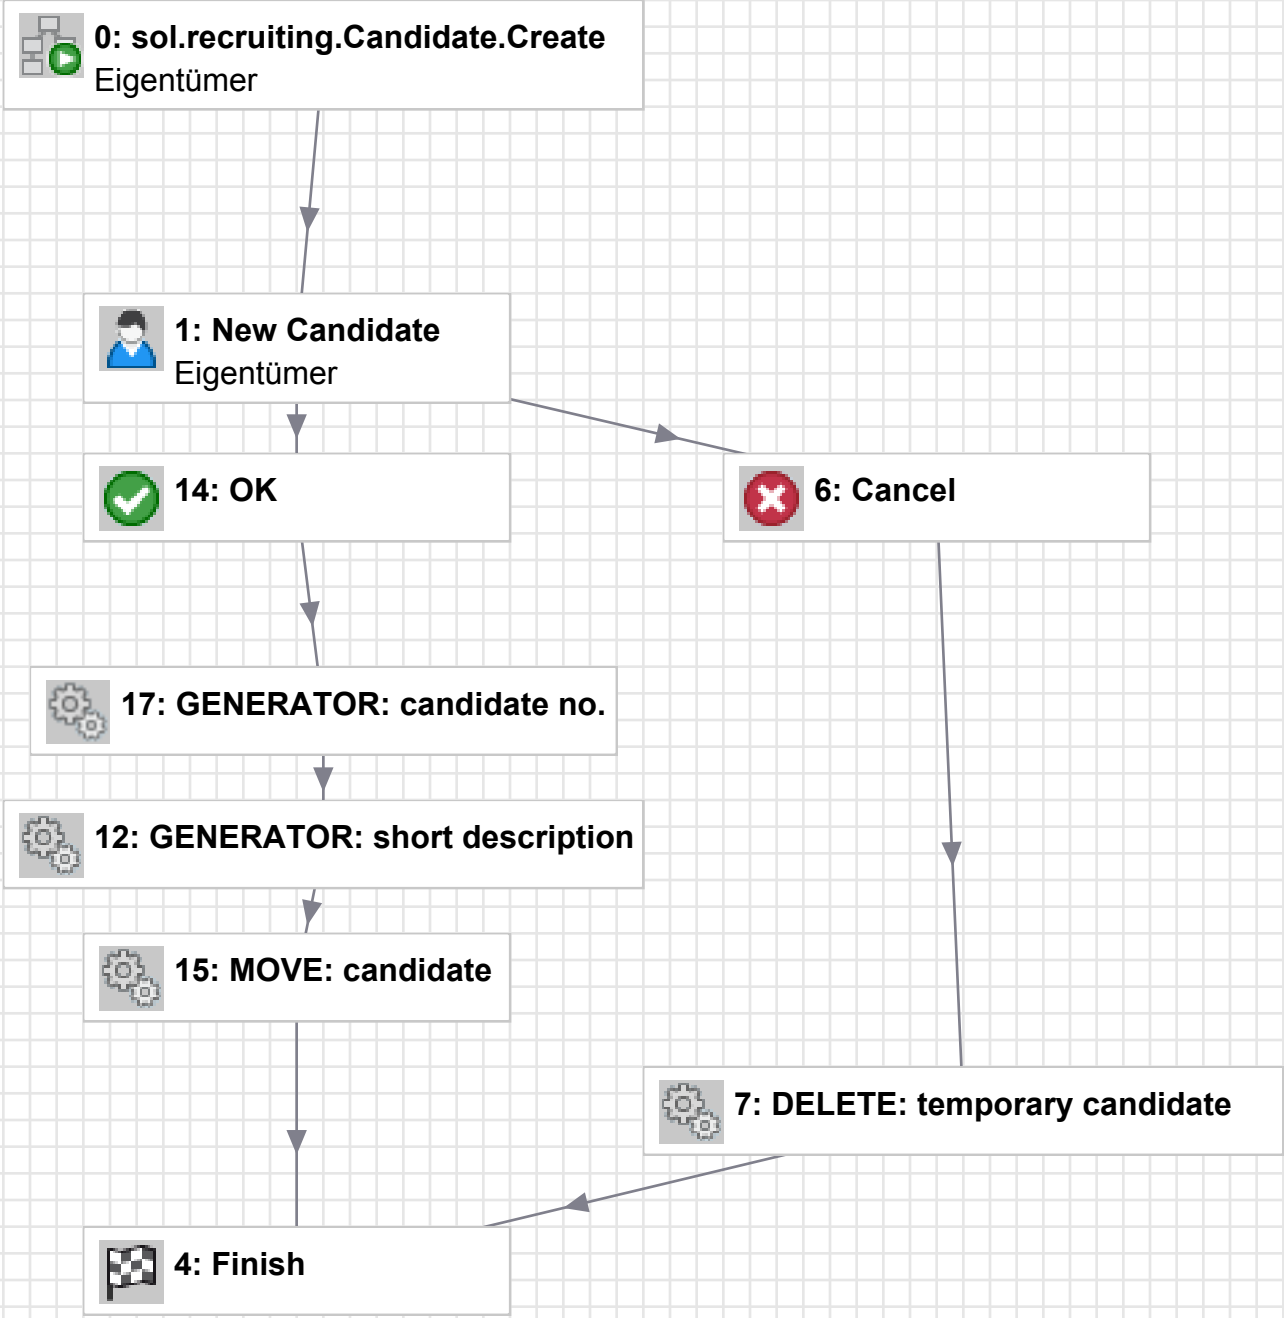 0: sol.recruiting.Candidate.Create
Eigentümer
1: New Candidate
Eigentümer
14: OK
6: Cancel
17: GENERATOR: candidate no.
12: GENERATOR: short description
15: MOVE: candidate
7: DELETE: temporary candidate
4: Finish